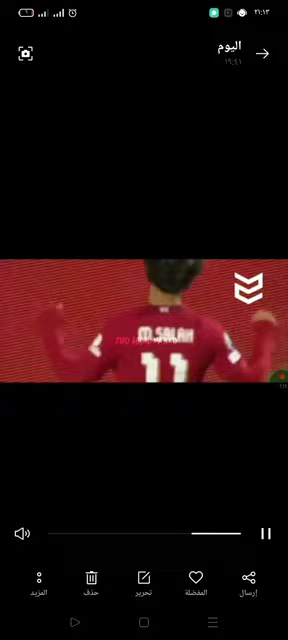 ٢١:١٣
اليوم
١٩:٤١
M.SALAH
11
إرسال
المفضلة
تحرير
حذف
المزيد